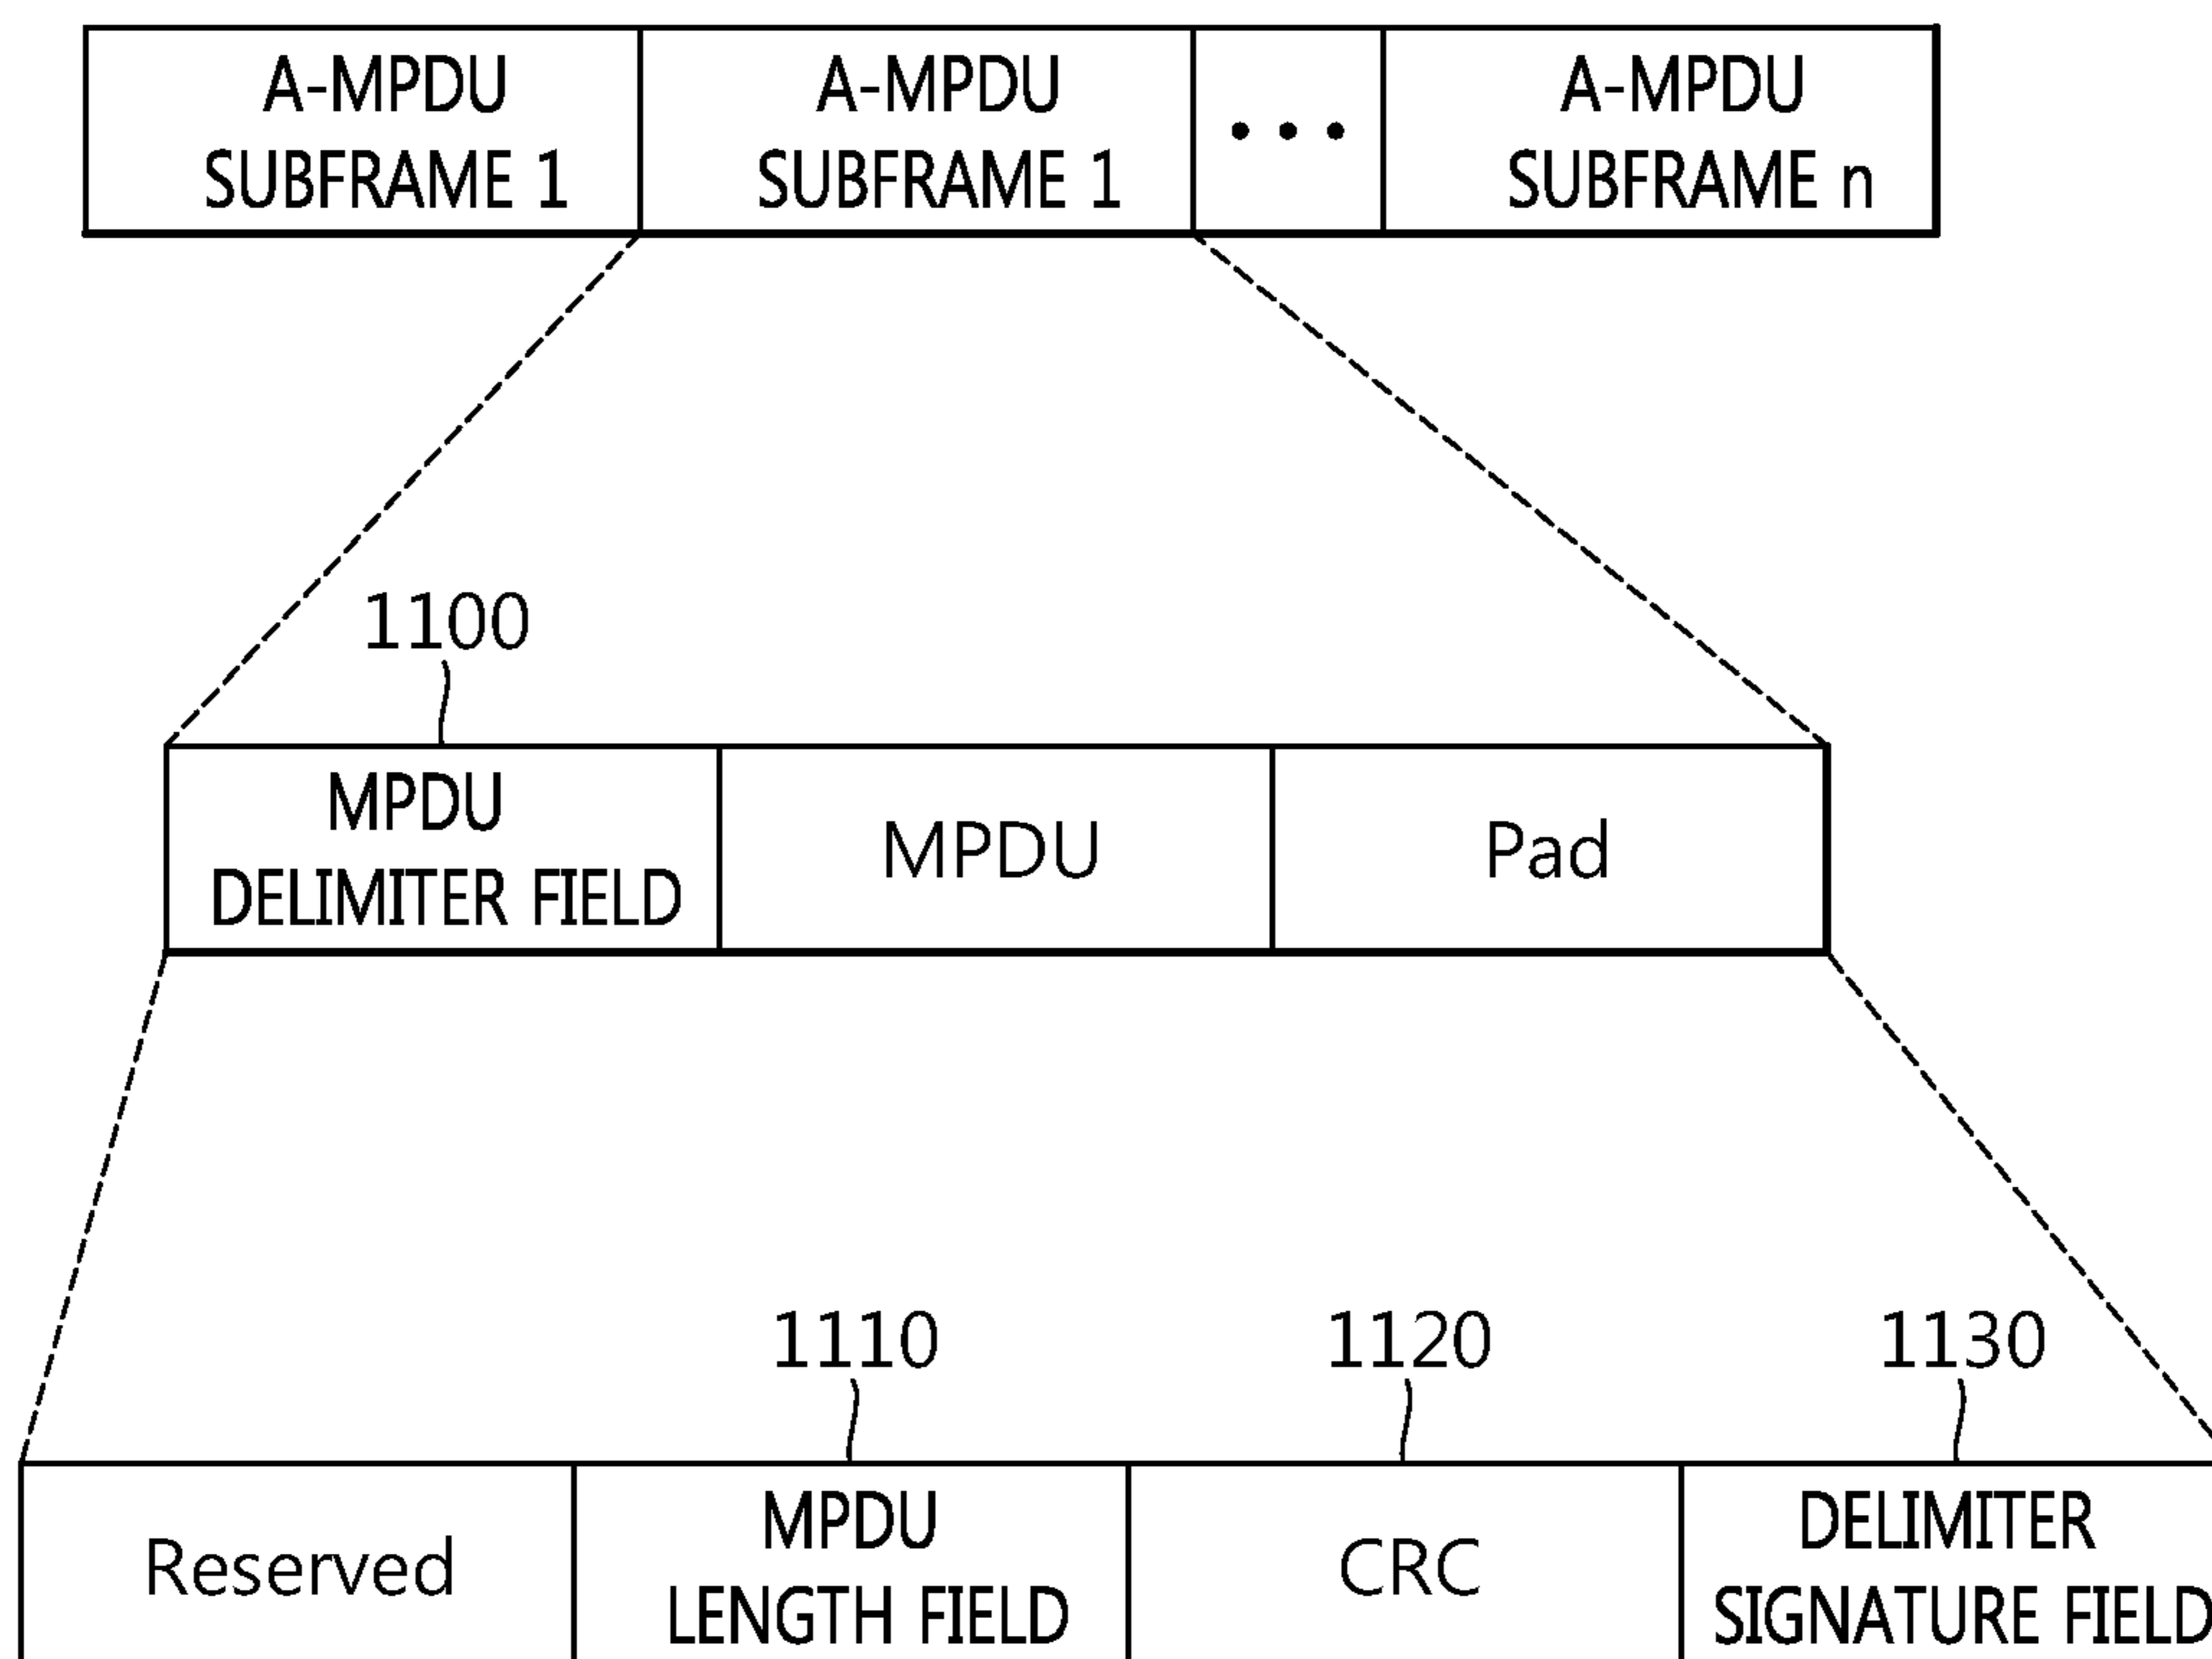 A-MPDU
SUBFRAME 1
A-MPDU
SUBFRAME 1
• • •
A-MPDU
SUBFRAME n
1100
MPDU
DELIMITER FIELD
MPDU
Pad
1110
1120
1130
Reserved
MPDU
LENGTH FIELD
CRC
DELIMITER
SIGNATURE FIELD